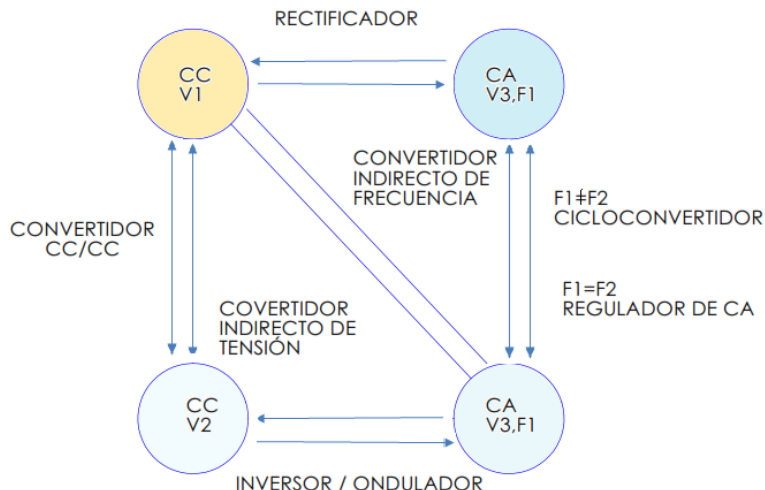 RECTIFICADOR
CC
V1
CA
V3,F1
CONVERTIDOR
INDIRECTO DE
FRECUENCIA
F1‡F2
CICLOCONVERTIDOR
CONVERTIDOR
CC/CC
F1=F2
REGULADOR DE CA
COVERTIDOR
INDIRECTO DE
TENSIÓN
CC
V2
CA
V3,F1
INVERSOR / ONDULADOR